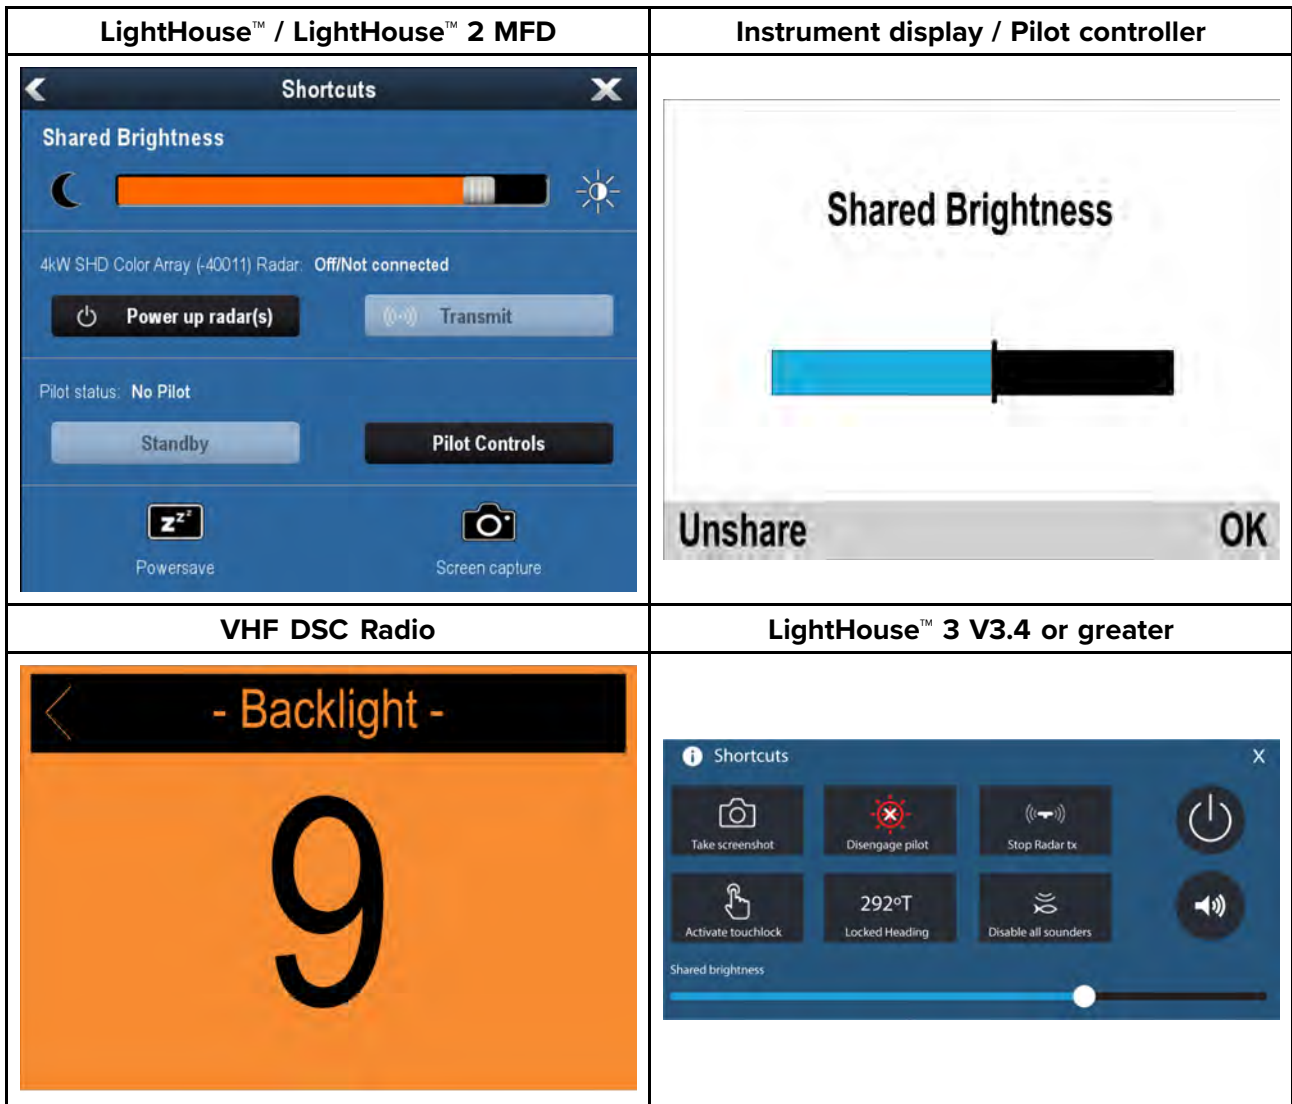 LightHouse™ / LightHouse™ 2 MFD
Instrument display / Pilot controller
Shortcuts
X
Shared Brightness
4kW SHD Color Array (-40011) Radar: Off/Not connected
Power up radar(s)
Transmit
Pilot status: No Pilot
Standby
Pilot Controls
zzz
Powersave
Screen capture
Shared Brightness
Unshare
OK
VHF DSC Radio
LightHouse™ 3 V3.4 or greater
- Backlight -
9
i Shortcuts
X
Take screenshot
Disengage pilot
Stop Radar tx
Activate touchlock
292°T
Locked Heading
Disable all sounders
Shared brightness